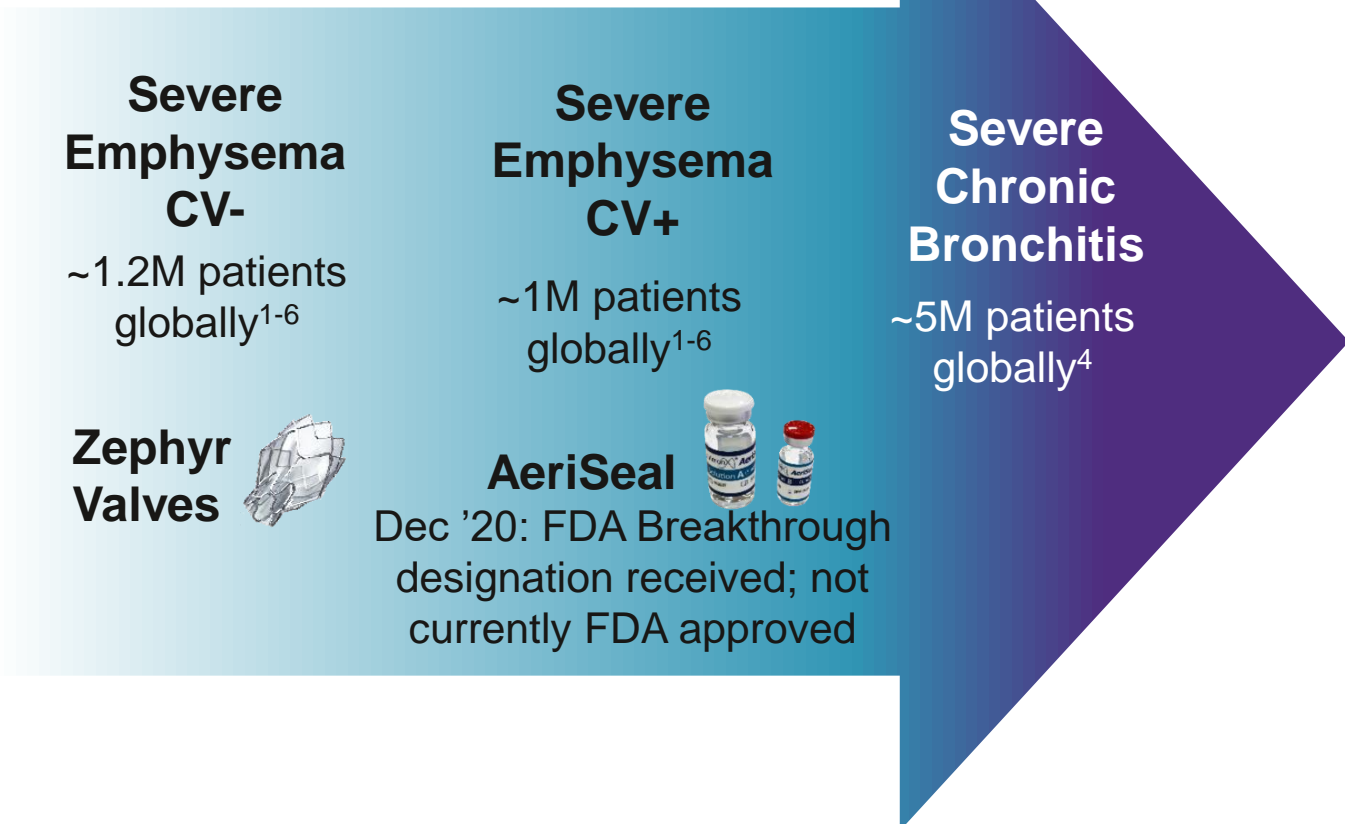 Severe
Emphysema
CV-
~1.2M patients
globally1-6
Zephyr
Valves
Severe
Emphysema
CV+
~1M patients
globally1-6
AeriSeal
Dec ’20: FDA Breakthrough
designation received; not
currently FDA approved
Severe
Chronic
Bronchitis
~5M patients
globally4